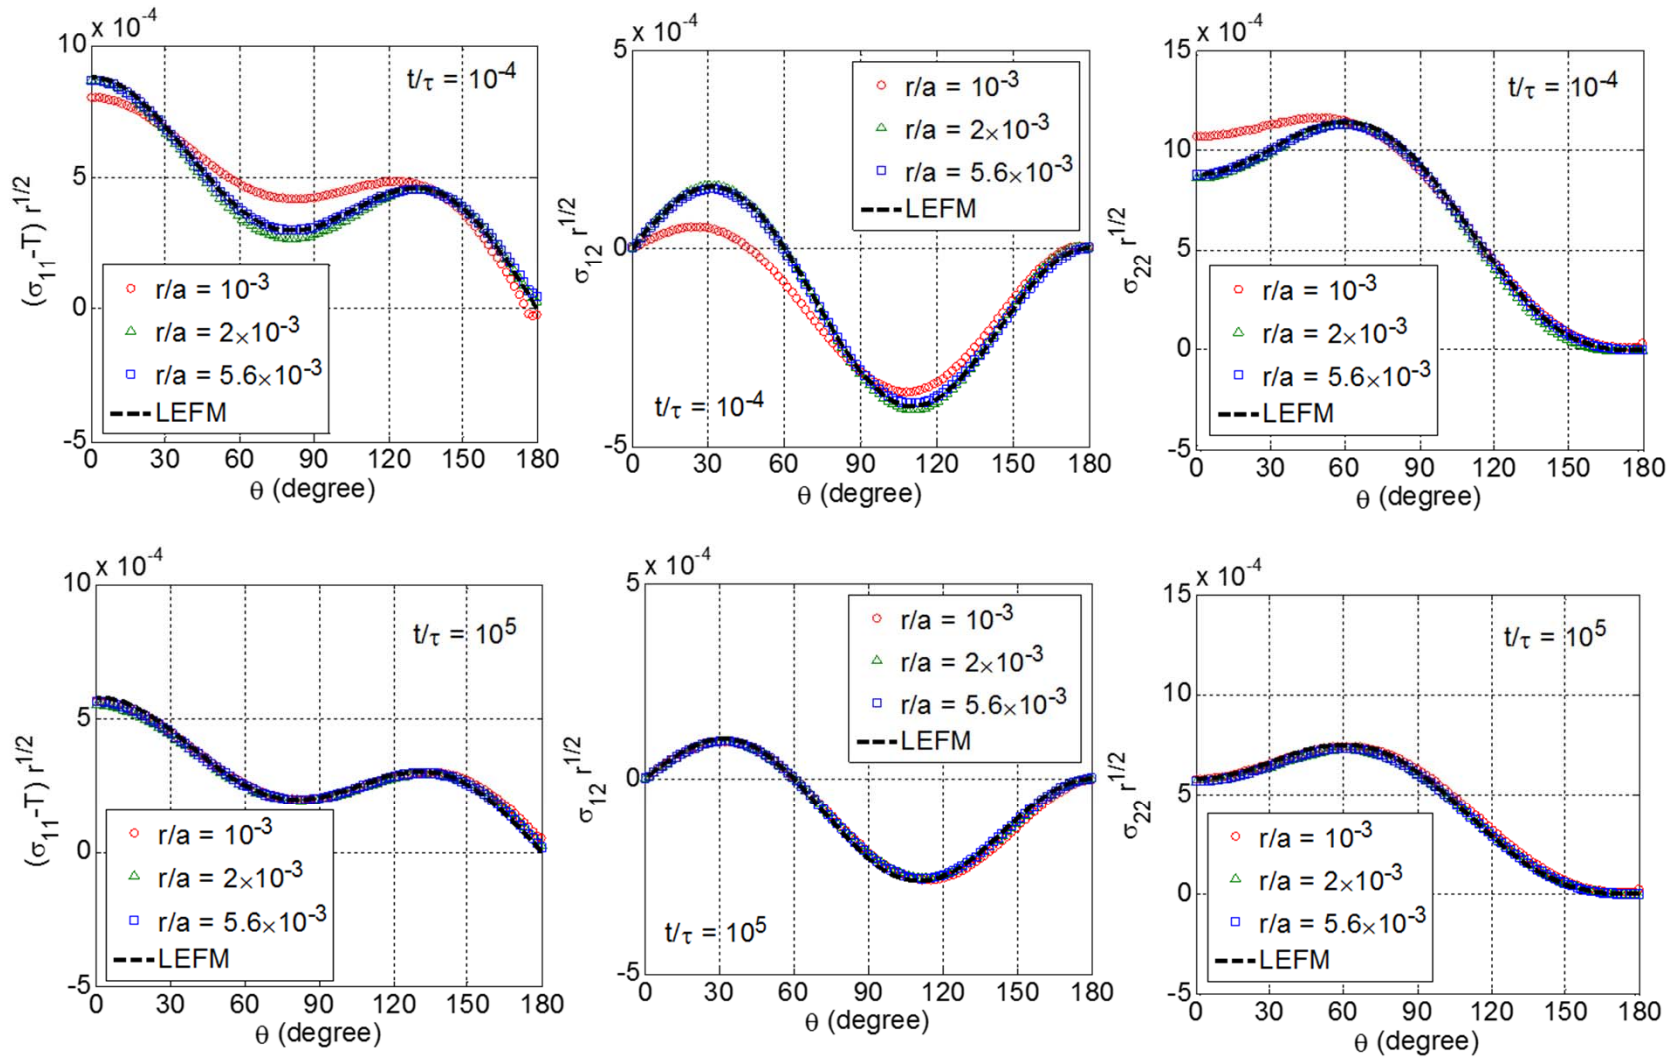 x 10^-4
10
5
0
-5
(σ11-T) r^1/2
t/τ = 10^-4
r/a = 10^-3
r/a = 2×10^-3
r/a = 5.6×10^-3
LEFM
0 30 60 90 120 150 180
θ (degree)
x 10^-4
5
0
-5
σ12 r^1/2
r/a = 10^-3
r/a = 2×10^-3
r/a = 5.6×10^-3
LEFM
t/τ = 10^-4
0 30 60 90 120 150 180
θ (degree)
x 10^-4
15
10
5
0
-5
σ22 r^1/2
t/τ = 10^-4
r/a = 10^-3
r/a = 2×10^-3
r/a = 5.6×10^-3
LEFM
0 30 60 90 120 150 180
θ (degree)
x 10^-4
10
5
0
-5
(σ11-T) r^1/2
t/τ = 10^5
r/a = 10^-3
r/a = 2×10^-3
r/a = 5.6×10^-3
LEFM
0 30 60 90 120 150 180
θ (degree)
x 10^-4
5
0
-5
σ12 r^1/2
r/a = 10^-3
r/a = 2×10^-3
r/a = 5.6×10^-3
LEFM
t/τ = 10^5
0 30 60 90 120 150 180
θ (degree)
x 10^-4
15
10
5
0
-5
σ22 r^1/2
t/τ = 10^5
r/a = 10^-3
r/a = 2×10^-3
r/a = 5.6×10^-3
LEFM
0 30 60 90 120 150 180
θ (degree)